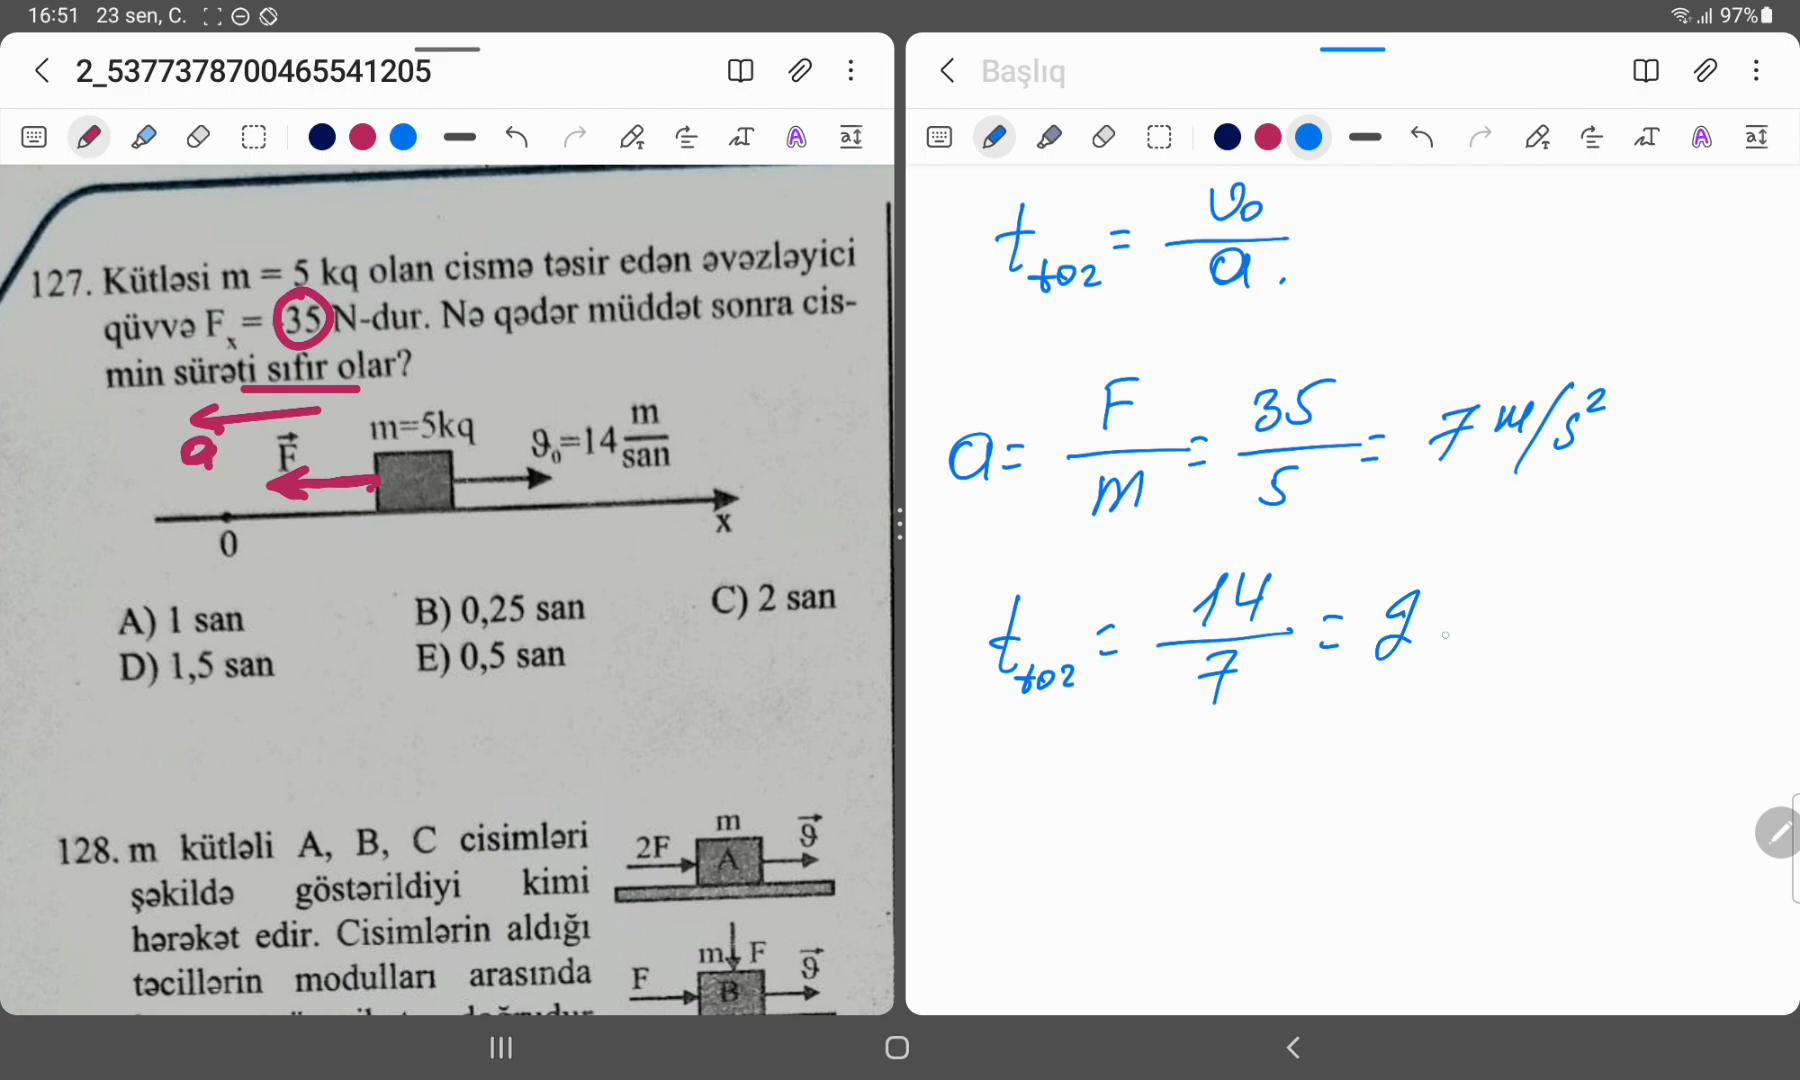 16:51 23 sen, C.
97%
2_5377378700465541205
127. Kütləsi m = 5 kq olan cismə təsir edən əvəzləyici
qüvvə Fₓ = -35 N-dur. Nə qədər müddət sonra cis-
min sürəti sıfır olar?
a
F
m=5kq
ϑ₀=14 m/san
0
x
A) 1 san
B) 0,25 san
C) 2 san
D) 1,5 san
E) 0,5 san
128. m kütləli A, B, C cisimləri
şəkildə göstərildiyi kimi
hərəkət edir. Cisimlərin aldığı
təcillərin modulları arasında
2F
m
A
ϑ
F
m
F
B
ϑ
Başlıq
t = υ₀/a.
a = F/m = 35/5 = 7 m/s²
t = 14/7 = 2